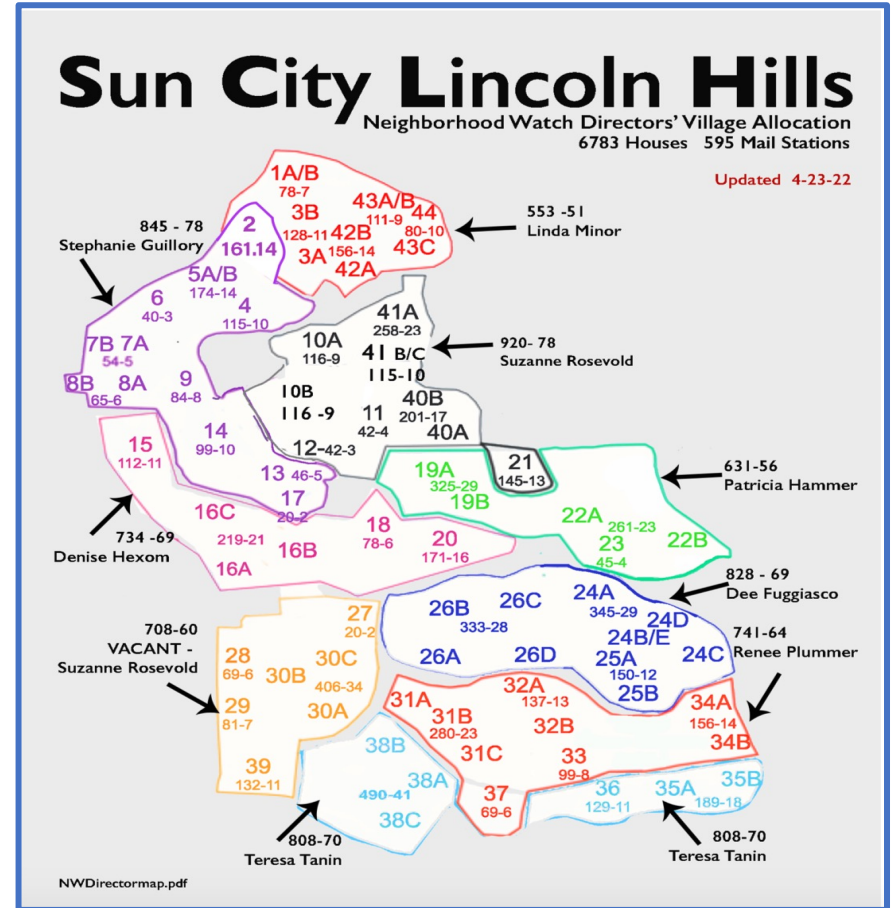 Sun City Lincoln Hills
Neighborhood Watch Directors' Village Allocation
6783 Houses 595 Mail Stations
Updated 4-23-22
1A/B
78-7
3B
128-11
3A
43A/B
111-9
44
80-10
42B
156-14
43C
42A
553 -51
Linda Minor
845 - 78
Stephanie Guillory
2
161.14
5A/B
174-14
6
40-3
4
115-10
7B 7A
54-5
8B
8A
65-6
9
84-8
14
99-10
13 46-5
17
20-2
41A
258-23
10A
116-9
41 B/C
115-10
10B
116 -9
11
42-4
40B
201-17
40A
12-42-3
920- 78
Suzanne Rosevold
21
145-13
19A
325-29
19B
22A
261-23
23
45-4
22B
631-56
Patricia Hammer
15
112-11
16C
219-21
16B
16A
18
78-6
20
171-16
734 -69
Denise Hexom
26B
333-28
26C
26A
26D
24A
345-29
24D
24B/E
25A
150-12
25B
24C
828 - 69
Dee Fuggiasco
741-64
Renee Plummer
708-60
VACANT -
Suzanne Rosevold
27
20-2
28
69-6
30B
30C
406-34
30A
29
81-7
39
132-11
31A
31B
280-23
31C
32A
137-13
32B
33
99-8
34A
156-14
34B
37
69-6
38B
38A
490-41
38C
808-70
Teresa Tanin
36
129-11
35A
35B
189-18
808-70
Teresa Tanin
NWDirectormap.pdf